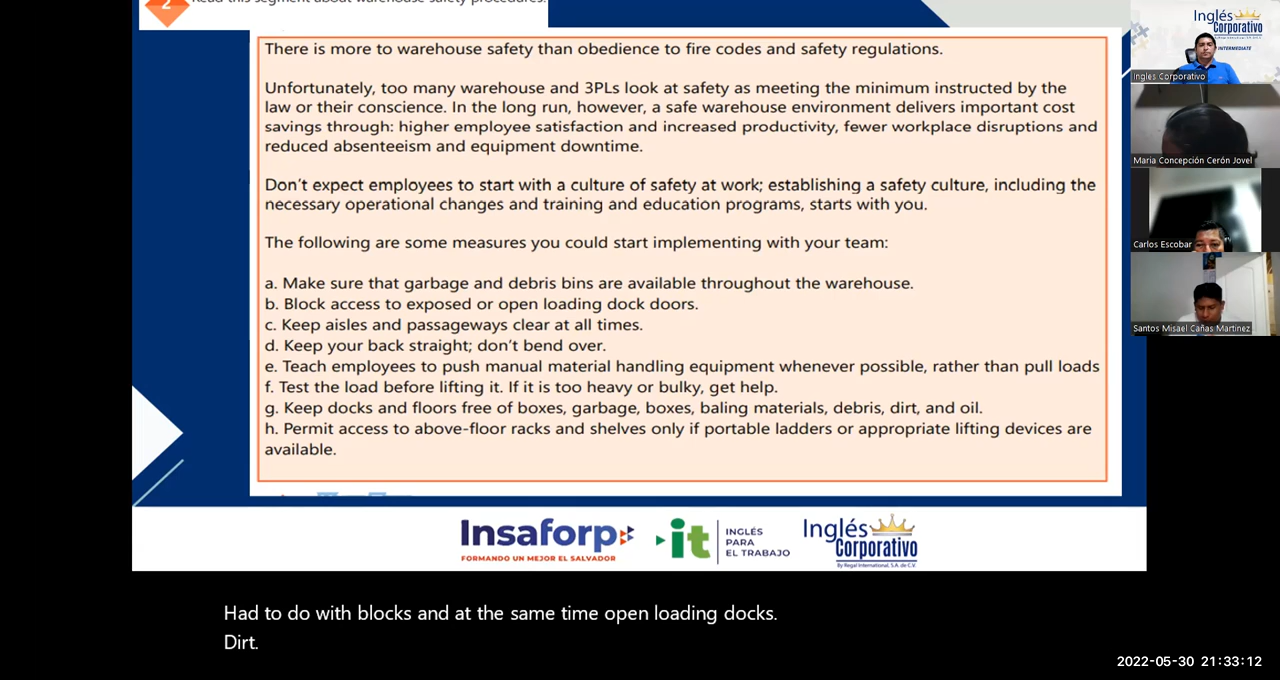 2 Read this segment about warehouse safety procedures.
There is more to warehouse safety than obedience to fire codes and safety regulations.
Unfortunately, too many warehouse and 3PLs look at safety as meeting the minimum instructed by the
law or their conscience. In the long run, however, a safe warehouse environment delivers important cost
savings through: higher employee satisfaction and increased productivity, fewer workplace disruptions and
reduced absenteeism and equipment downtime.
Don’t expect employees to start with a culture of safety at work; establishing a safety culture, including the
necessary operational changes and training and education programs, starts with you.
The following are some measures you could start implementing with your team:
a. Make sure that garbage and debris bins are available throughout the warehouse.
b. Block access to exposed or open loading dock doors.
c. Keep aisles and passageways clear at all times.
d. Keep your back straight; don’t bend over.
e. Teach employees to push manual material handling equipment whenever possible, rather than pull loads
f. Test the load before lifting it. If it is too heavy or bulky, get help.
g. Keep docks and floors free of boxes, garbage, boxes, baling materials, debris, dirt, and oil.
h. Permit access to above-floor racks and shelves only if portable ladders or appropriate lifting devices are
available.
Insaforp
FORMANDO UN MEJOR EL SALVADOR
it
INGLÉS
PARA
EL TRABAJO
Inglés
Corporativo
By Regal International, S.A. de C.V.
Inglés
Corporativo
INTERMEDIATE
Ingles Corporativo
Maria Concepción Cerón Jovel
Carlos Escobar
Santos Misael Cañas Martinez
Had to do with blocks and at the same time open loading docks.
Dirt.
2022-05-30 21:33:12